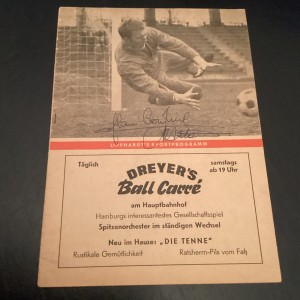 LIEPHARDTS SPORTPROGRAMM
Täglich
samstags
ab 19 Uhr
DREYER'S
Ball Carré
am Hauptbahnhof
Hamburgs interessantestes Gesellschaftsspiel
Spitzenorchester im ständigen Wechsel
Neu im Hause: „DIE TENNE"
Rustikale Gemütlichkeit
Ratsherrn-Pils vom Faß